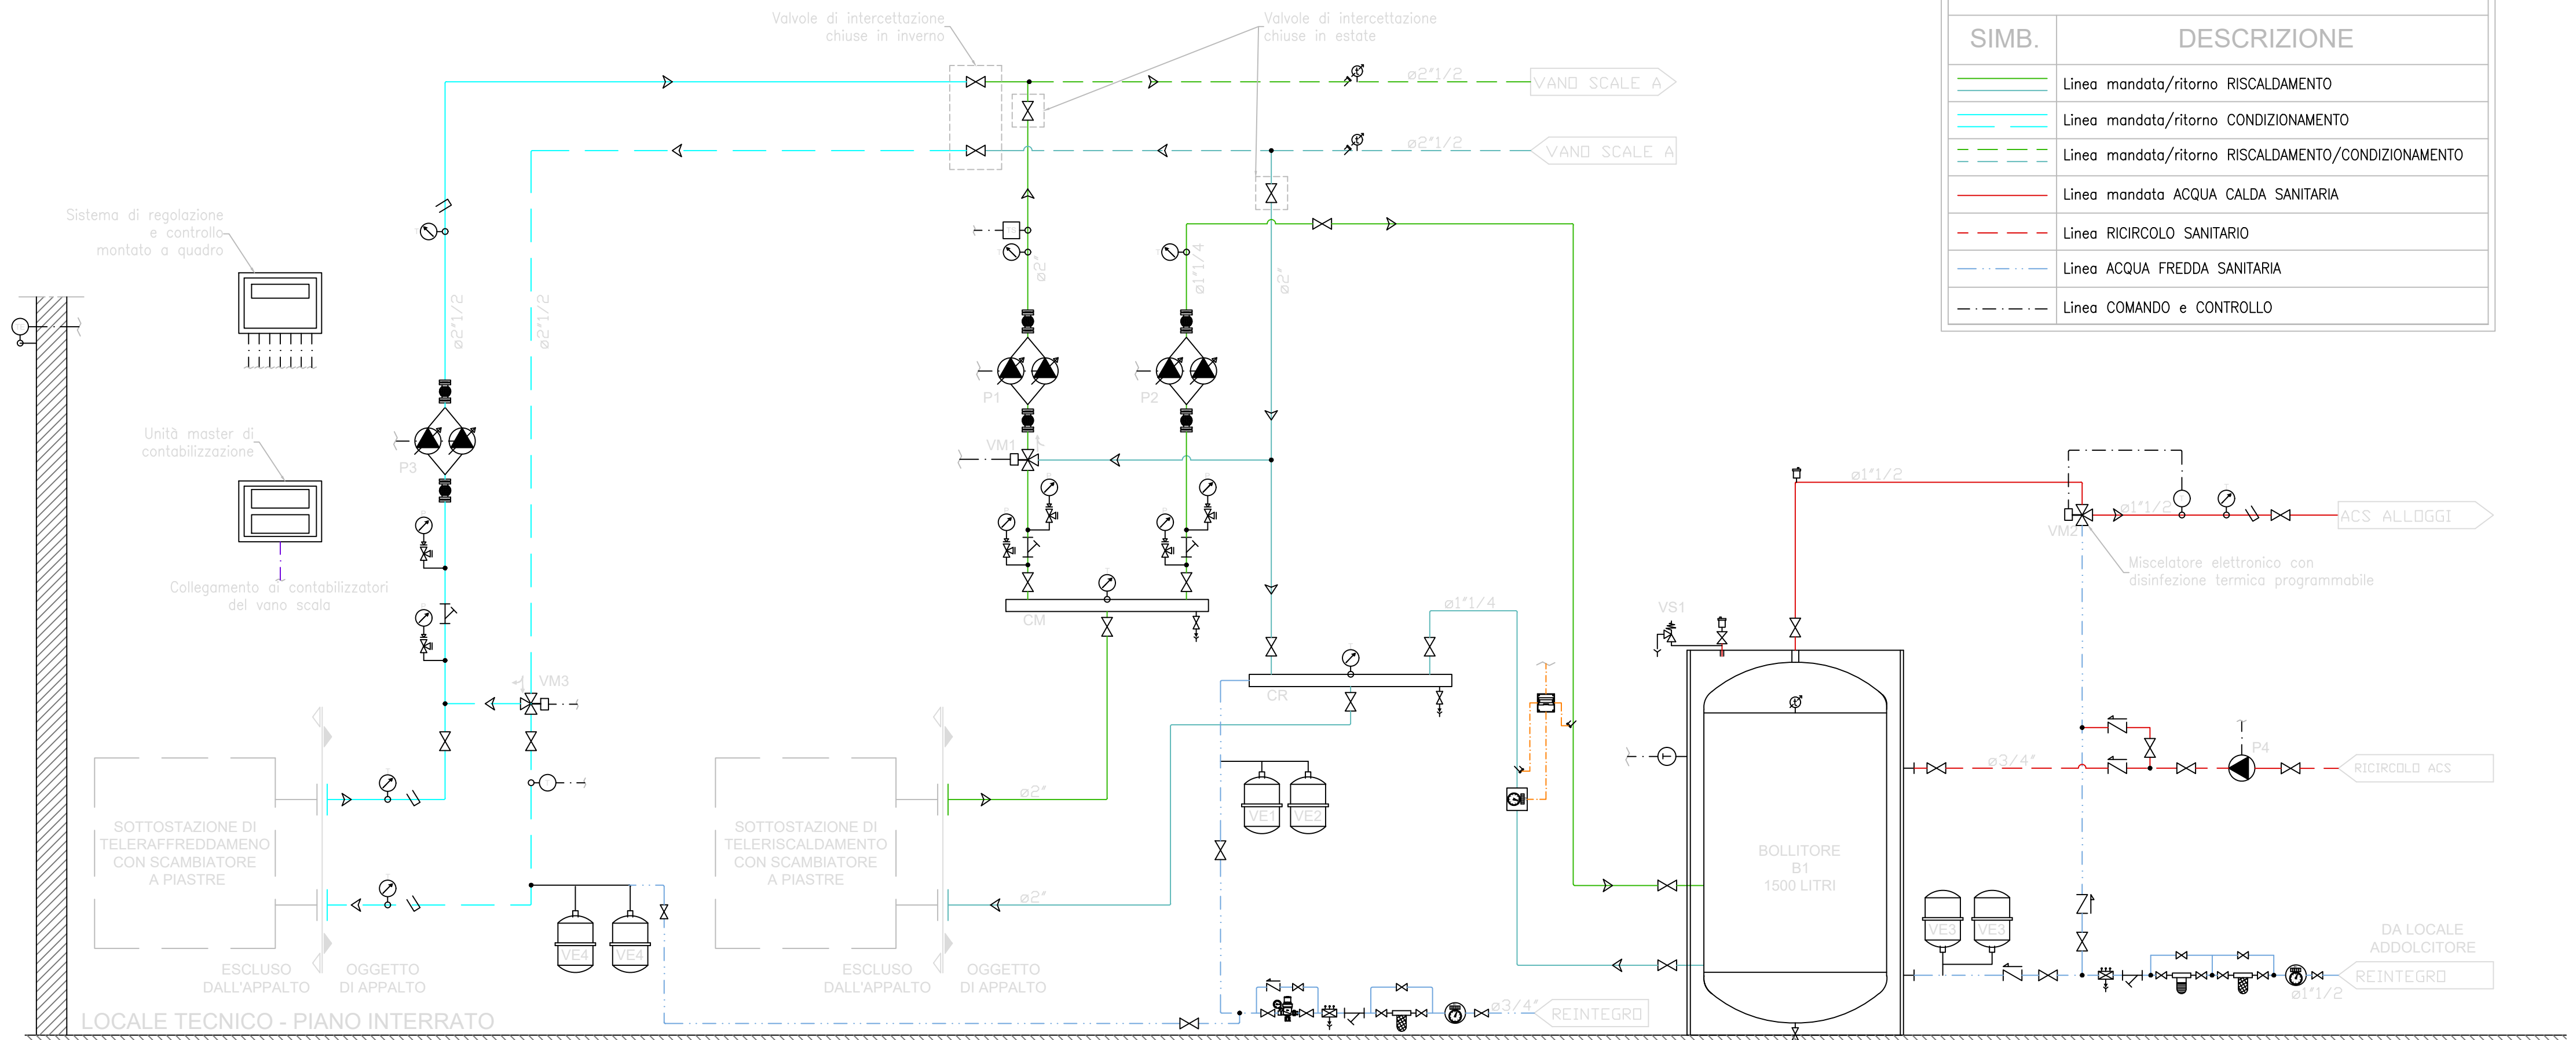 Valvole di intercettazione
chiuse in inverno
Valvole di intercettazione
chiuse in estate
SIMB.
DESCRIZIONE
Linea mandata/ritorno RISCALDAMENTO
Linea mandata/ritorno CONDIZIONAMENTO
Linea mandata/ritorno RISCALDAMENTO/CONDIZIONAMENTO
Linea mandata ACQUA CALDA SANITARIA
Linea RICIRCOLO SANITARIO
Linea ACQUA FREDDA SANITARIA
Linea COMANDO e CONTROLLO
ø2"1/2
VANO SCALE A
ø2"1/2
VANO SCALE A
Sistema di regolazione
e controllo
montato a quadro
TE
TS
ø2"
ø1"1/4
ø2"
ø2"1/2
ø2"1/2
P1
P2
P3
Unità master di
contabilizzazione
VM1
Collegamento ai contabilizzatori
del vano scala
CM
ø1"1/4
CR
VM3
VS1
ø1"1/2
ø1"1/2
VM2
ACS ALLOGGI
Miscelatore elettronico con
disinfezione termica programmabile
P4
ø3/4"
RICIRCOLO ACS
SOTTOSTAZIONE DI
TELERAFFREDDAMENO
CON SCAMBIATORE
A PIASTRE
SOTTOSTAZIONE DI
TELERISCALDAMENTO
CON SCAMBIATORE
A PIASTRE
ø2"
ø2"
VE1
VE2
BOLLITORE
B1
1500 LITRI
VE4
VE4
VE3
VE3
DA LOCALE
ADDOLCITORE
REINTEGRO
ø1"1/2
ESCLUSO
DALL'APPALTO
OGGETTO
DI APPALTO
ESCLUSO
DALL'APPALTO
OGGETTO
DI APPALTO
ø3/4"
REINTEGRO
LOCALE TECNICO - PIANO INTERRATO